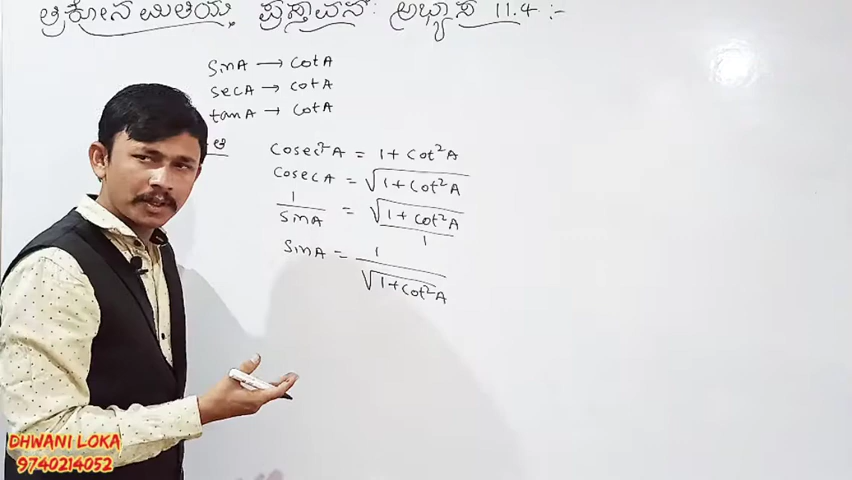 ತ್ರಿಕೋನಮಿತಿಯ ಪ್ರಸ್ತಾವನೆ: ಅಭ್ಯಾಸ 11.4 :-
sinA → cotA
secA → cotA
tanA → cotA
cosec²A = 1 + cot²A
cosecA = √1 + cot²A
1/sinA = √1 + cot²A/1
sinA = 1/√1+cot²A
DHWANI LOKA
9740214052